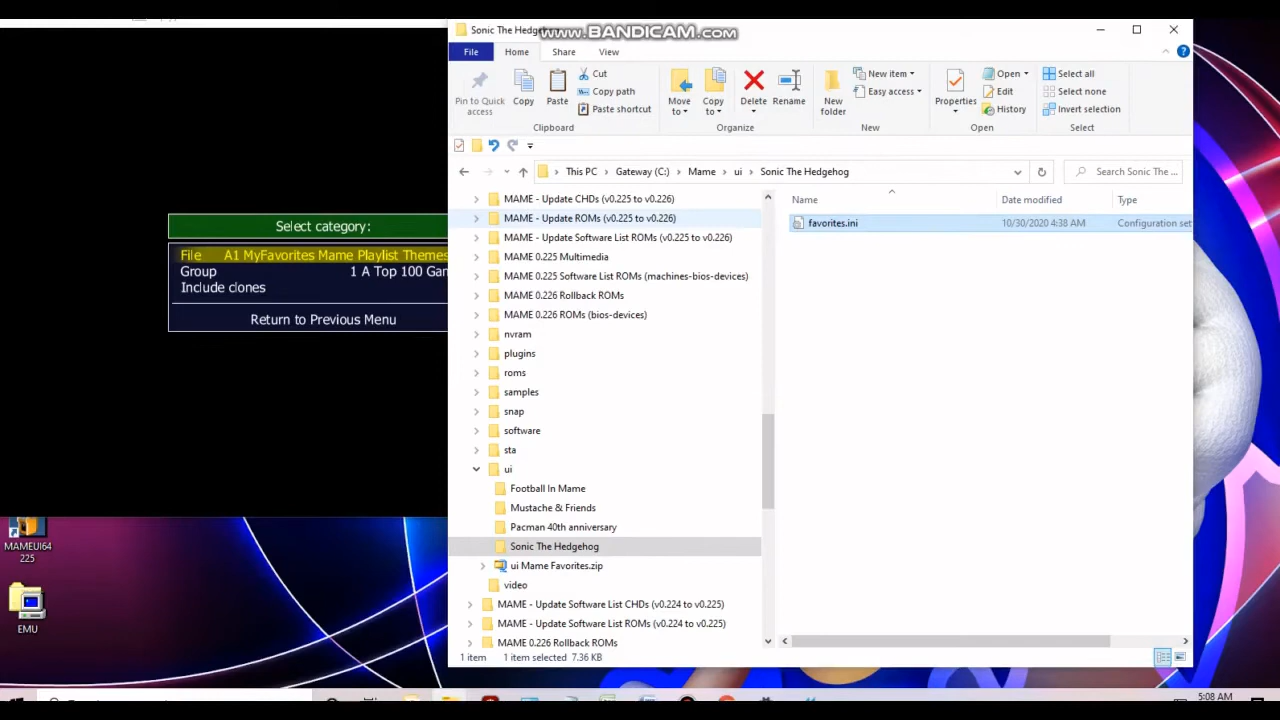 Sonic The Hedgehog
www.BANDICAM.com
File
Home
Share
View
Pin to Quick access
Copy
Paste
Cut
Copy path
Paste shortcut
Clipboard
Move to
Copy to
Delete
Rename
Organize
New folder
New item
Easy access
New
Properties
Open
Edit
History
Open
Select all
Select none
Invert selection
Select
This PC > Gateway (C:) > Mame > ui > Sonic The Hedgehog
Search Sonic The ...
MAME - Update CHDs (v0.225 to v0.226)
MAME - Update ROMs (v0.225 to v0.226)
MAME - Update Software List ROMs (v0.225 to v0.226)
MAME 0.225 Multimedia
MAME 0.225 Software List ROMs (machines-bios-devices)
MAME 0.226 Rollback ROMs
MAME 0.226 ROMs (bios-devices)
nvram
plugins
roms
samples
snap
software
sta
ui
Football In Mame
Mustache & Friends
Pacman 40th anniversary
Sonic The Hedgehog
ui Mame Favorites.zip
video
MAME - Update Software List CHDs (v0.224 to v0.225)
MAME - Update Software List ROMs (v0.224 to v0.225)
MAME 0.226 Rollback ROMs
Name
Date modified
Type
favorites.ini
10/30/2020 4:38 AM
Configuration set
1 item
1 item selected 7.36 KB
Select category:
File A1 MyFavorites Mame Playlist Themes
Group 1 A Top 100 Gam
Include clones
Return to Previous Menu
MAMEUI64
225
EMU
5:08 AM